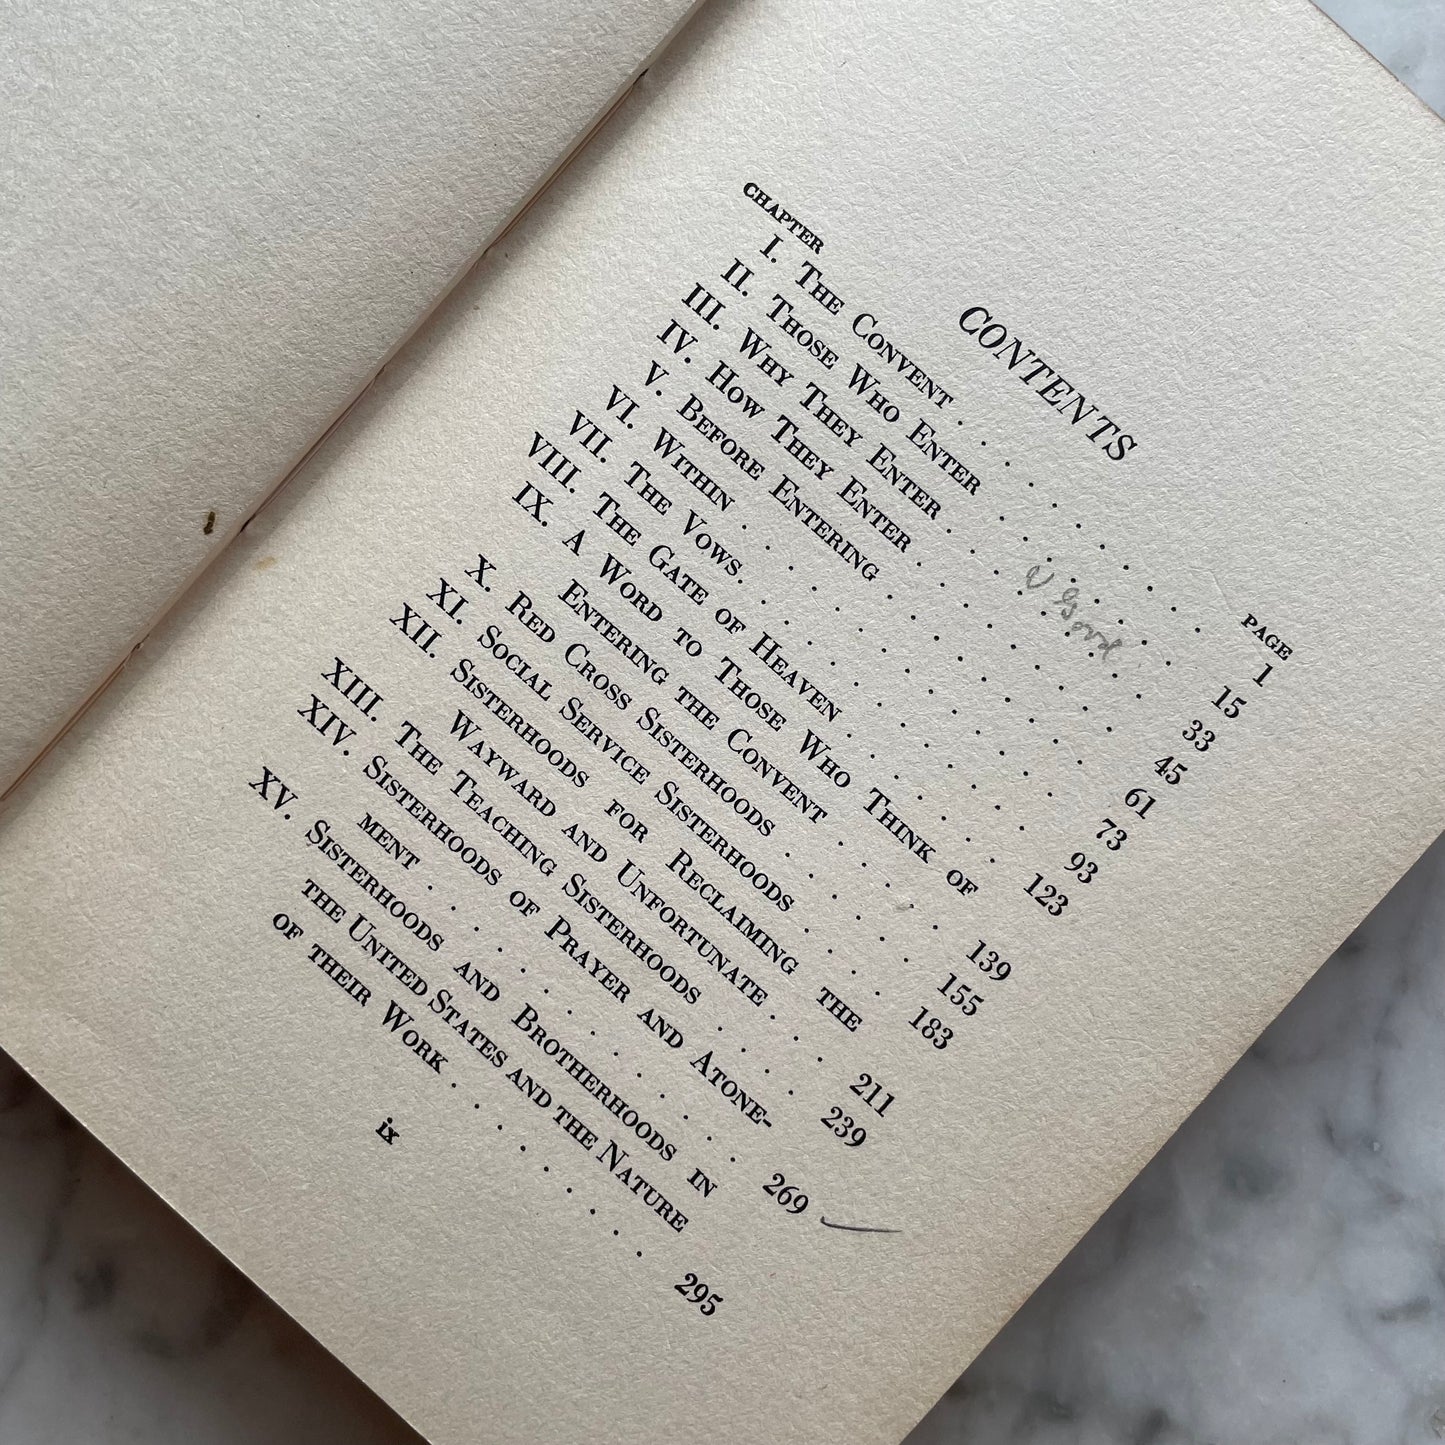 CONTENTS
CHAPTER PAGE
I. THE CONVENT . . . . . . . . 1
II. THOSE WHO ENTER . . . . . . . 15
III. WHY THEY ENTER . . . . . . . . 33
IV. HOW THEY ENTER . . . . . . . . 45
V. BEFORE ENTERING . . . . . . . . 61
VI. WITHIN . . . . . . . . . . . 73
VII. THE VOWS. . . . . . . . . . . 93
VIII. THE GATE OF HEAVEN . . . . . . . 123
IX. A WORD TO THOSE WHO THINK OF
ENTERING THE CONVENT . . . . . 139
X. RED CROSS SISTERHOODS . . . . . . 155
XI. SOCIAL SERVICE SISTERHOODS . . . . 183
XII. SISTERHOODS FOR RECLAIMING THE
WAYWARD AND UNFORTUNATE . . . 211
XIII. THE TEACHING SISTERHOODS . . . . . 239
XIV. SISTERHOODS OF PRAYER AND ATONE-
MENT . . . . . . . . . . . . 269
XV. SISTERHOODS AND BROTHERHOODS IN
THE UNITED STATES AND THE NATURE
OF THEIR WORK . . . . . . . . 295
ix